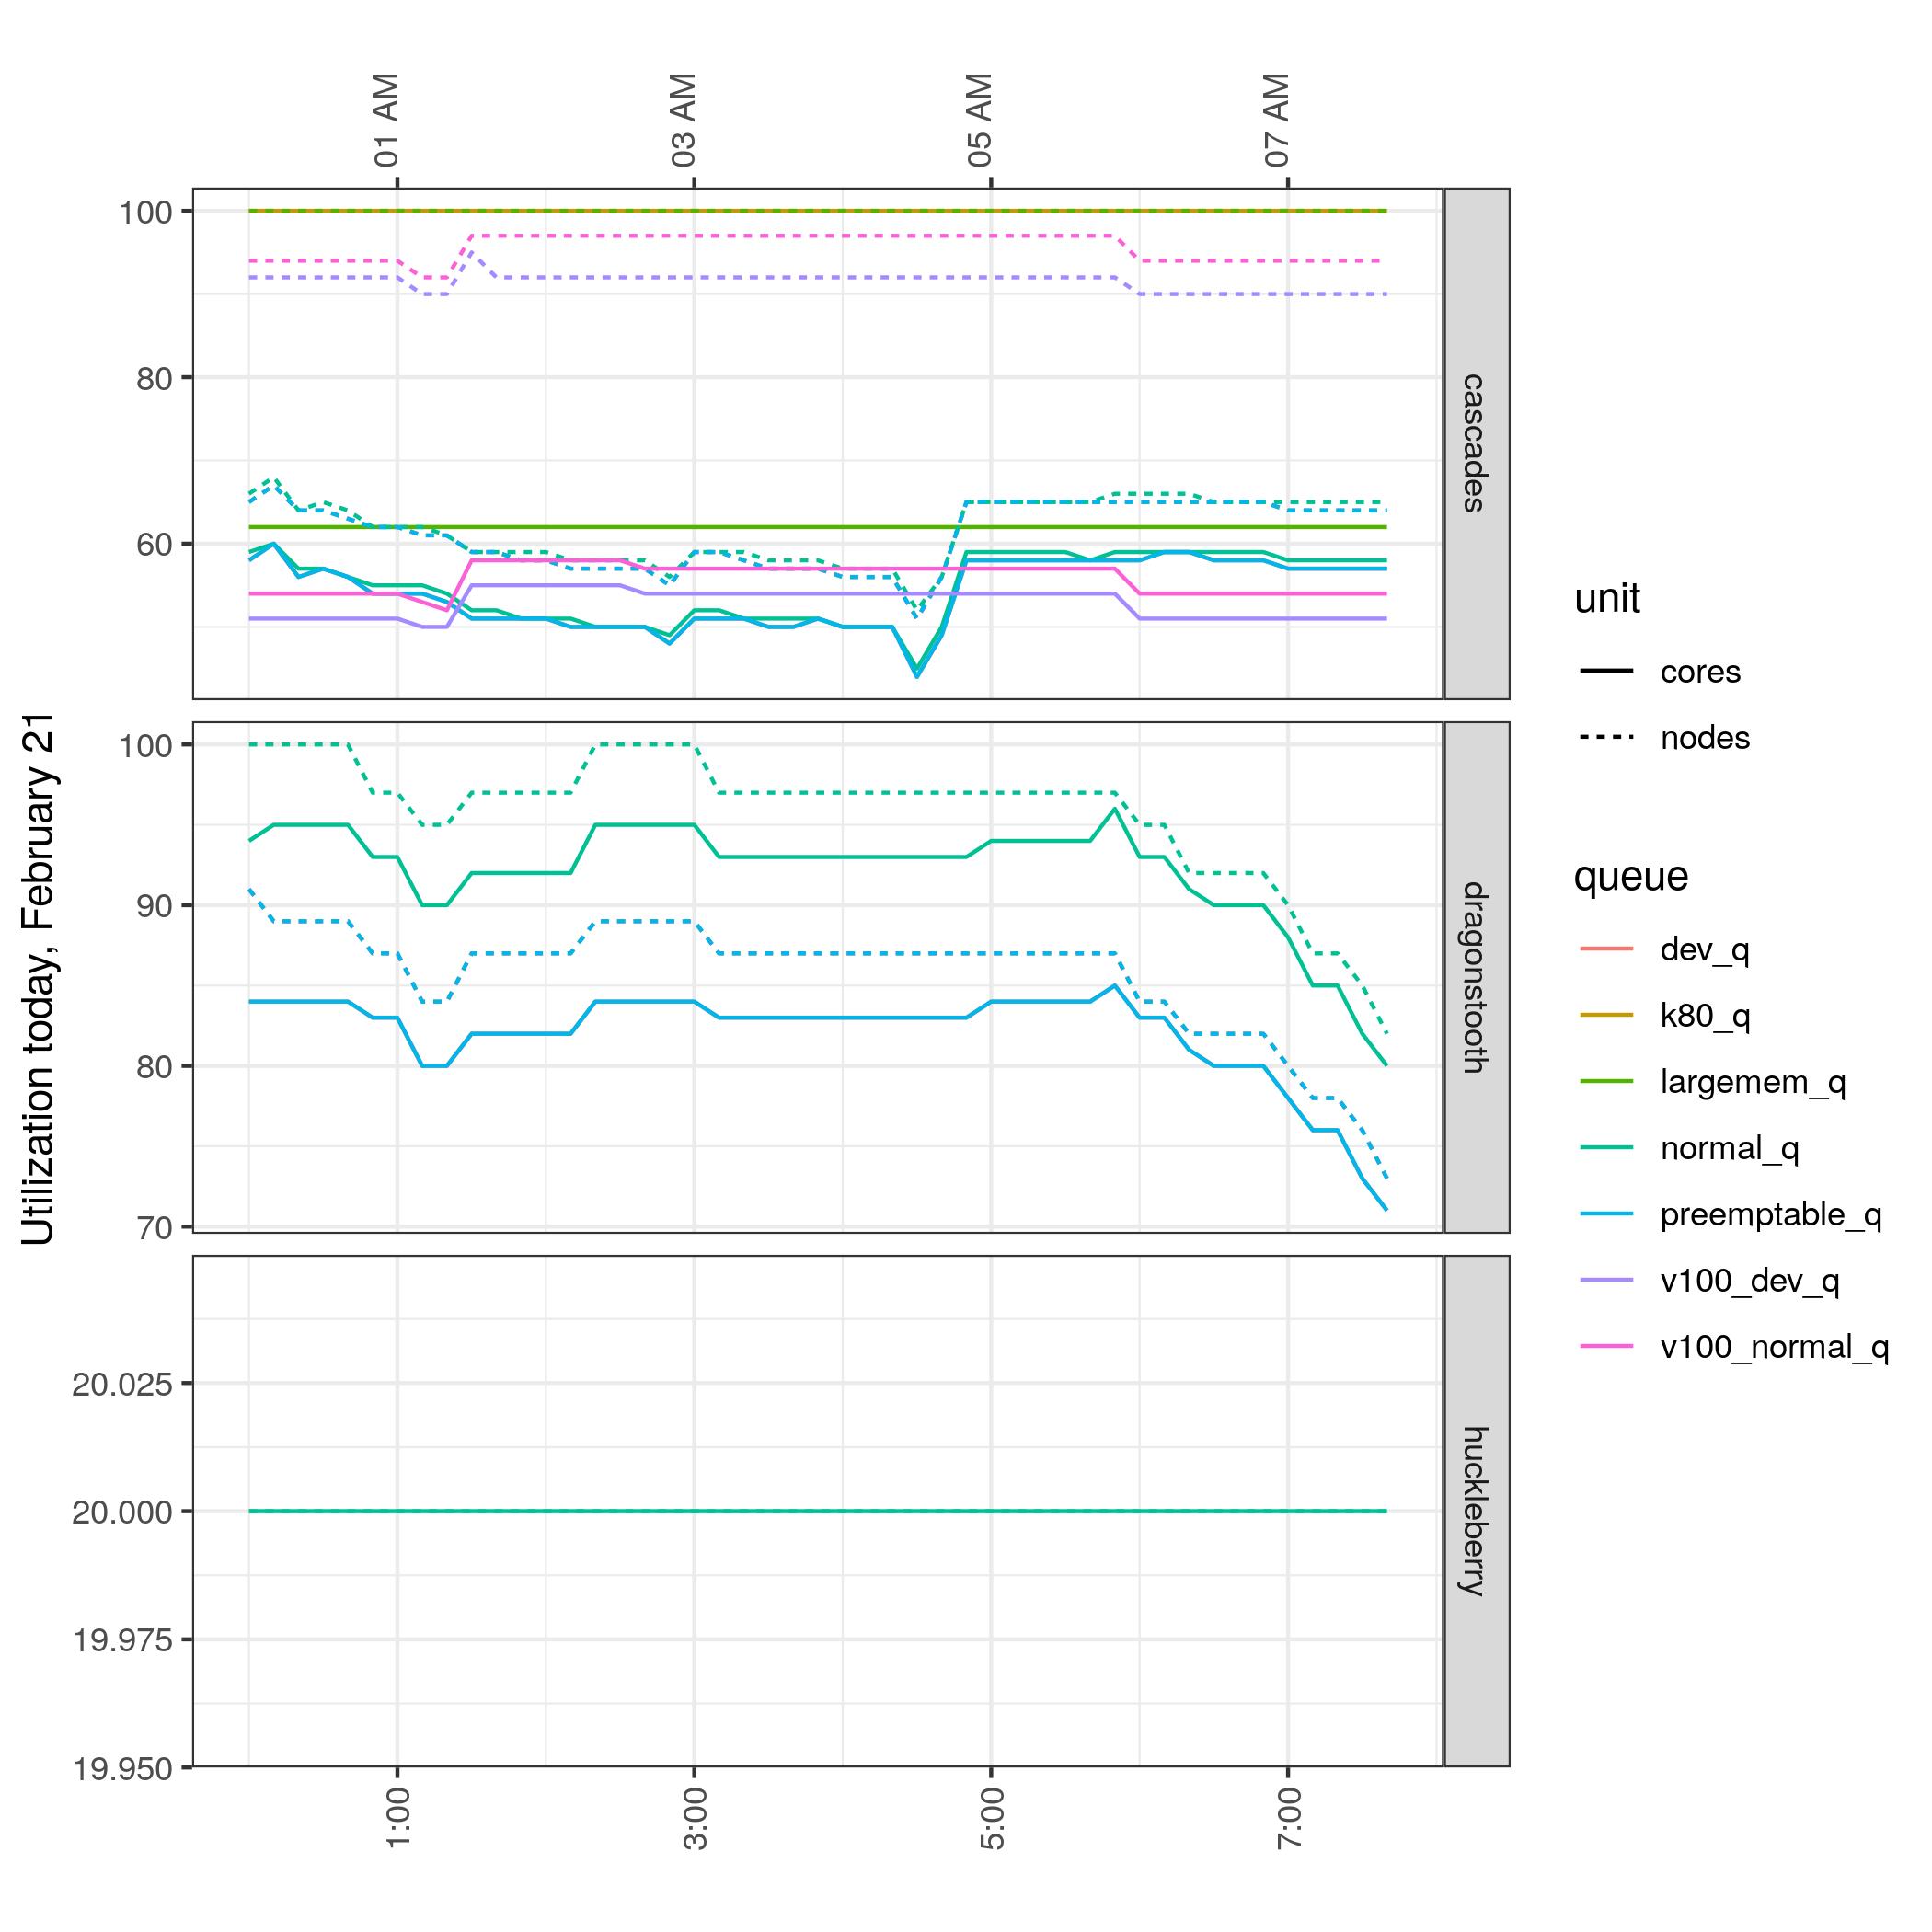 01 AM
03 AM
05 AM
07 AM
Utilization today, February 21
100
80
60
cascades
100
90
80
70
dragonstooth
20.025
20.000
19.975
19.950
huckleberry
1:00
3:00
5:00
7:00
unit
cores
nodes
queue
dev_q
k80_q
largemem_q
normal_q
preemptable_q
v100_dev_q
v100_normal_q